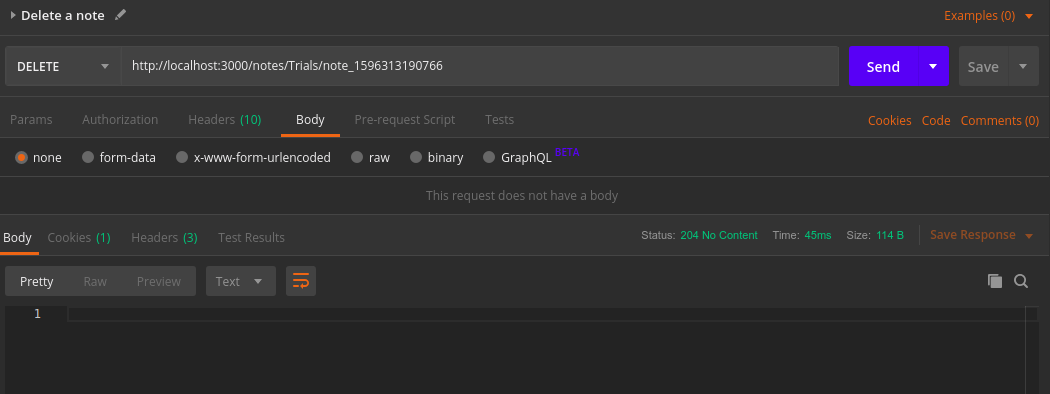 Delete a note Examples (0)
DELETE http://localhost:3000/notes/Trials/note_1596313190766 Send Save
Params Authorization Headers (10) Body Pre-request Script Tests Cookies Code Comments (0)
none form-data x-www-form-urlencoded raw binary GraphQL BETA
This request does not have a body
Body Cookies (1) Headers (3) Test Results Status: 204 No Content Time: 45ms Size: 114 B Save Response
Pretty Raw Preview Text
1